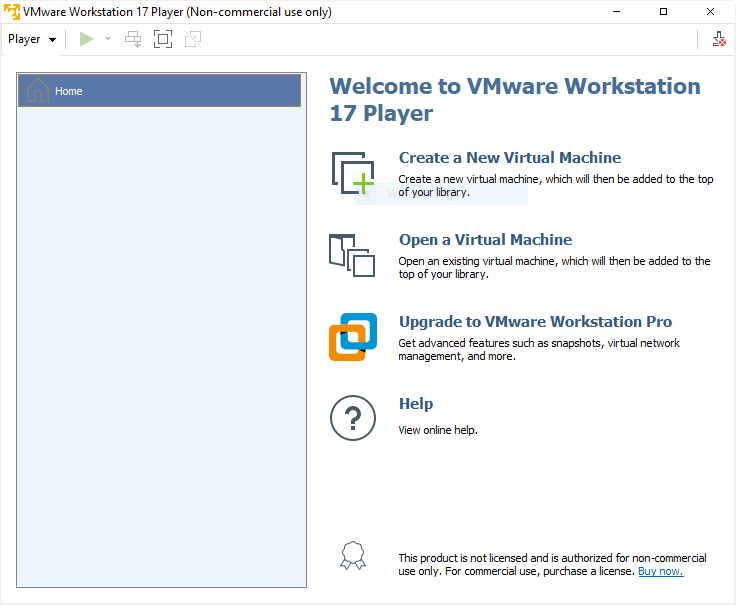 VMware Workstation 17 Player (Non-commercial use only)
Player
Home
Welcome to VMware Workstation
17 Player
Create a New Virtual Machine
Create a new virtual machine, which will then be added to the top
of your library.
Open a Virtual Machine
Open an existing virtual machine, which will then be added to the
top of your library.
Upgrade to VMware Workstation Pro
Get advanced features such as snapshots, virtual network
management, and more.
Help
View online help.
This product is not licensed and is authorized for non-commercial
use only. For commercial use, purchase a license. Buy now.